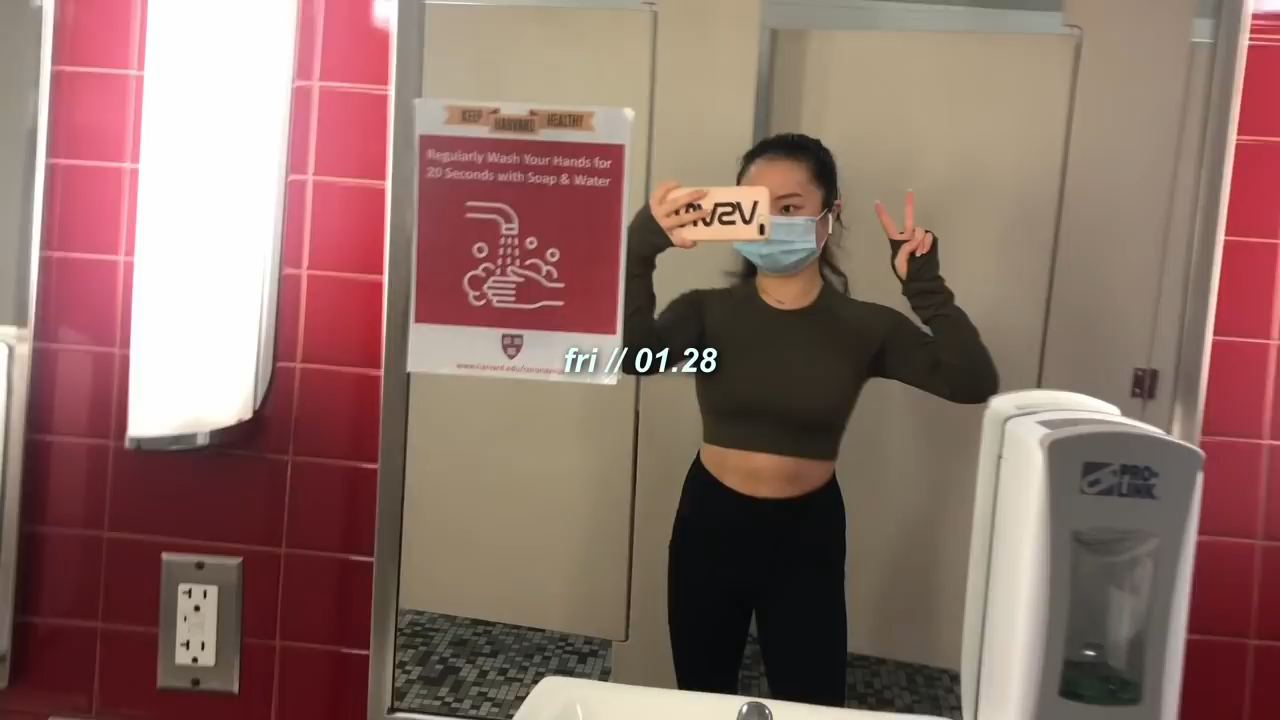 KEEP HARVARD HEALTHY
Regularly Wash Your Hands for
20 Seconds with Soap & Water
fri // 01.28
PRO-
LINK